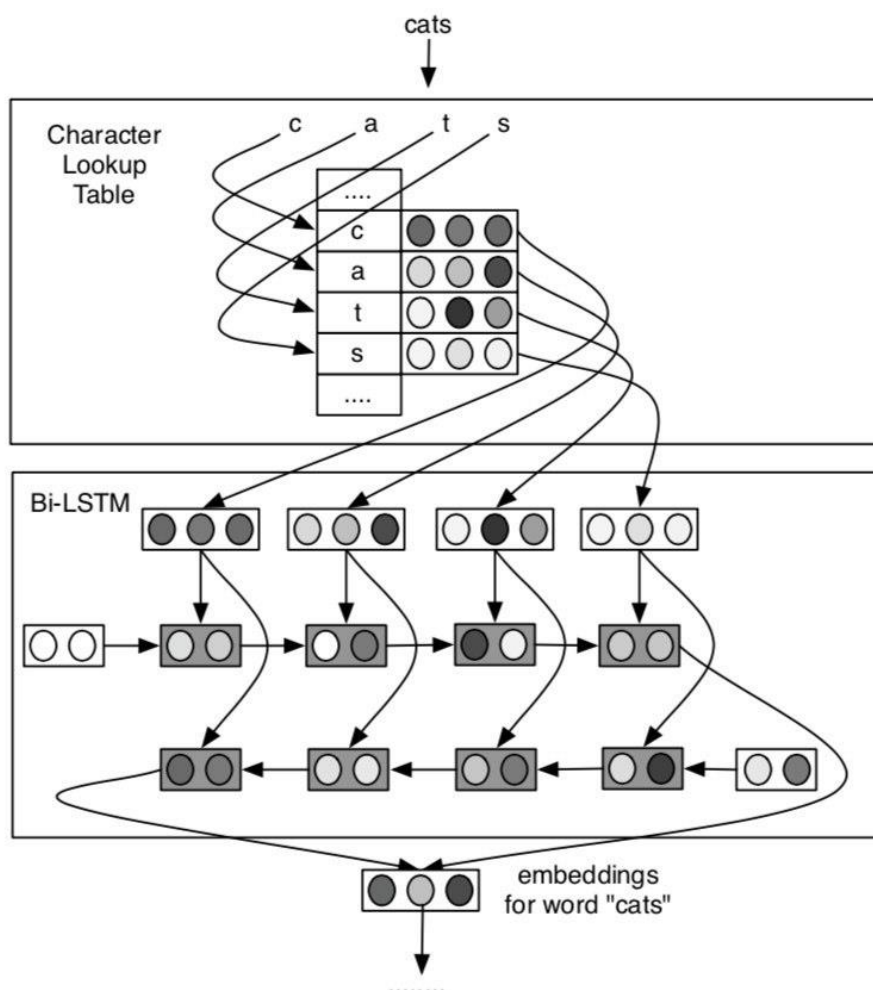 cats
Character
Lookup
Table
c a t s
....
c
a
t
s
....
Bi-LSTM
embeddings
for word "cats"
........